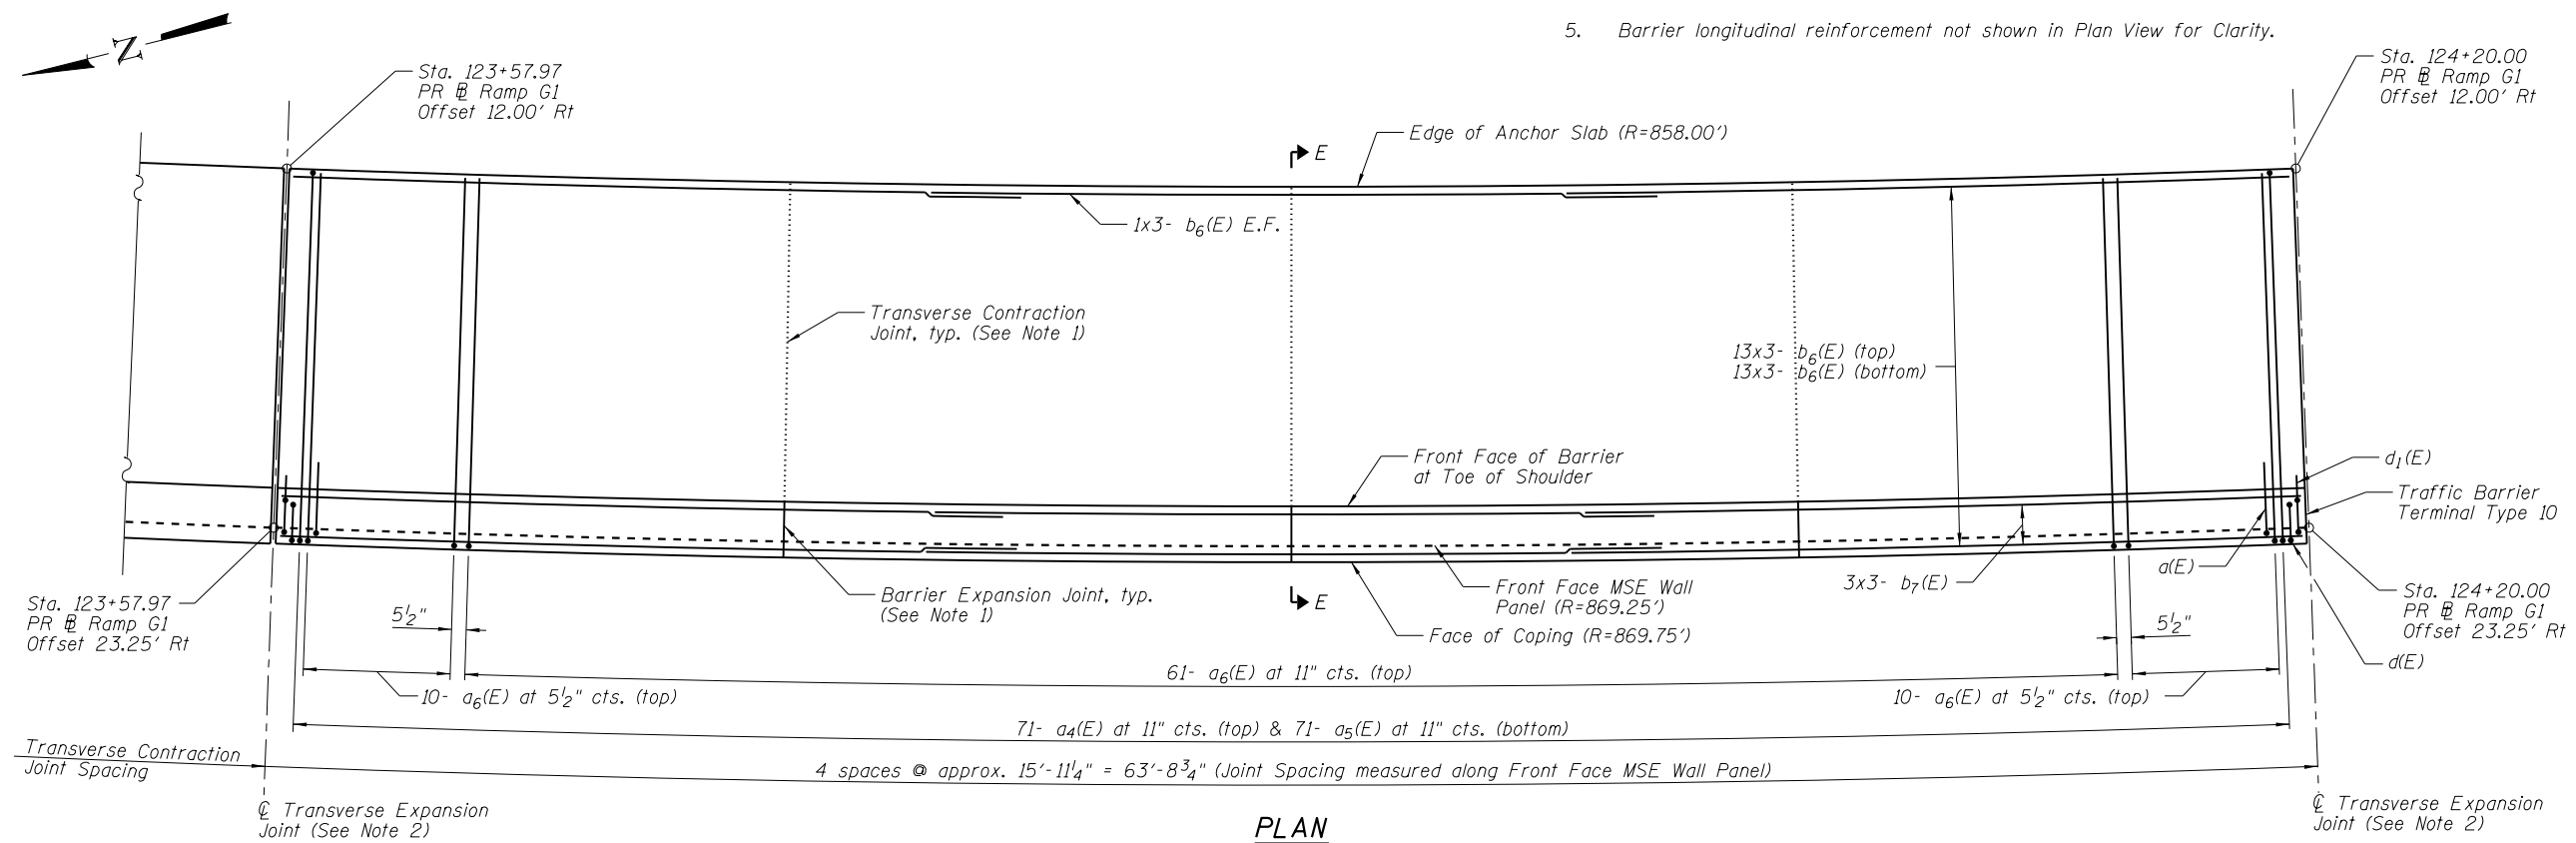 5. Barrier longitudinal reinforcement not shown in Plan View for Clarity.
N
Sta. 123+57.97
PR ⅊ Ramp G1
Offset 12.00' Rt
Sta. 124+20.00
PR ⅊ Ramp G1
Offset 12.00' Rt
E
Edge of Anchor Slab (R=858.00')
1x3- b6(E) E.F.
Transverse Contraction
Joint, typ. (See Note 1)
13x3- b6(E) (top)
13x3- b6(E) (bottom)
Front Face of Barrier
at Toe of Shoulder
d1(E)
Traffic Barrier
Terminal Type 10
Sta. 123+57.97
PR ⅊ Ramp G1
Offset 23.25' Rt
5½"
Barrier Expansion Joint, typ.
(See Note 1)
E
Front Face MSE Wall
Panel (R=869.25')
Face of Coping (R=869.75')
3x3- b7(E)
a(E)
5½"
Sta. 124+20.00
PR ⅊ Ramp G1
Offset 23.25' Rt
d(E)
10- a6(E) at 5½" cts. (top)
61- a6(E) at 11" cts. (top)
10- a6(E) at 5½" cts. (top)
71- a4(E) at 11" cts. (top) & 71- a5(E) at 11" cts. (bottom)
Transverse Contraction
Joint Spacing
4 spaces @ approx. 15'-11¼" = 63'-8¾" (Joint Spacing measured along Front Face MSE Wall Panel)
℄ Transverse Expansion
Joint (See Note 2)
℄ Transverse Expansion
Joint (See Note 2)
PLAN